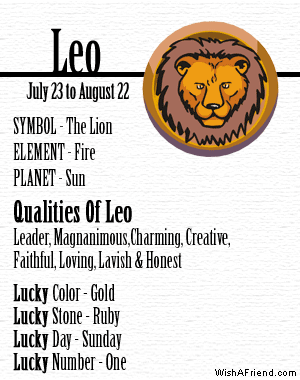 Leo
July 23 to August 22
SYMBOL - The Lion
ELEMENT - Fire
PLANET - Sun
Qualities Of Leo
Leader, Magnanimous,Charming, Creative,
Faithful, Loving, Lavish & Honest
Lucky Color - Gold
Lucky Stone - Ruby
Lucky Day - Sunday
Lucky Number - One
WishAFriend.com